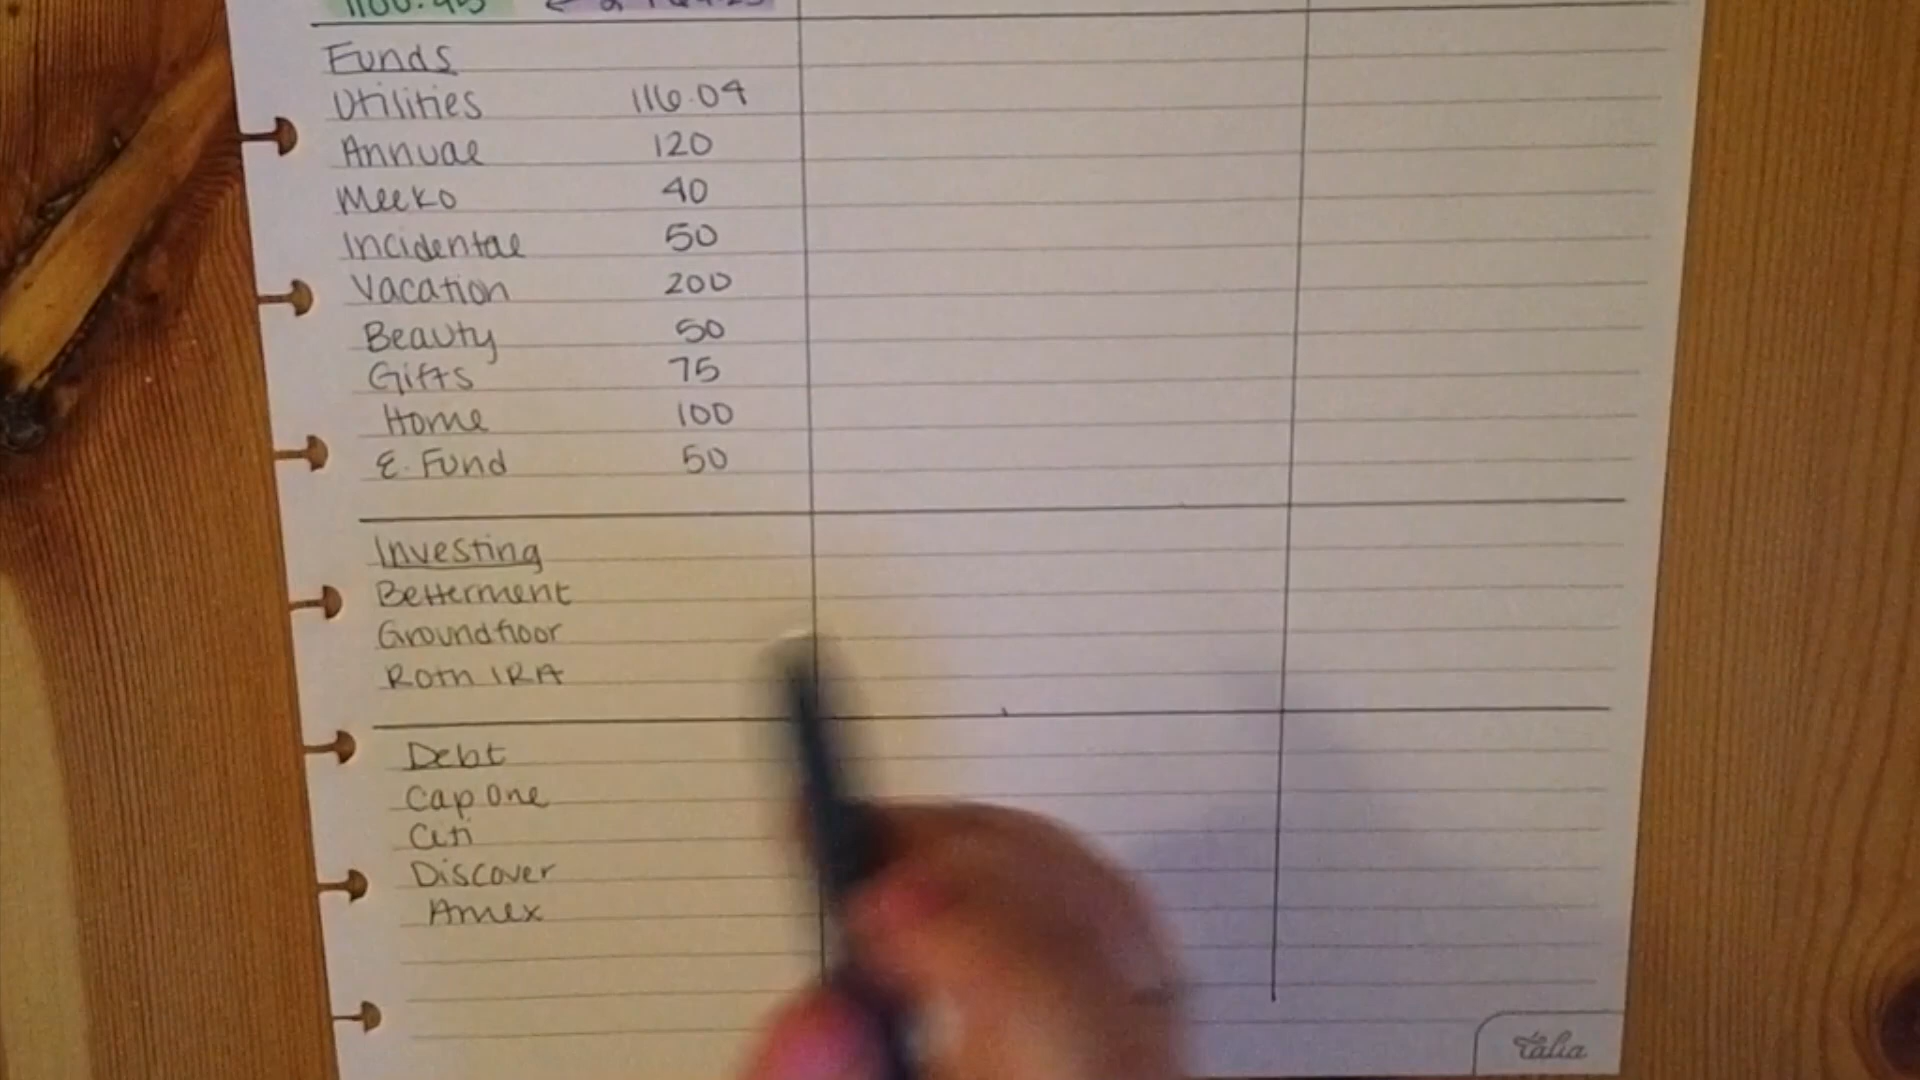 Funds
Utilities 116.04
Annual 120
Meeko 40
Incidental 50
Vacation 200
Beauty 50
Gifts 75
Home 100
E. Fund 50
Investing
Betterment
Groundfloor
Roth IRA
Debt
Cap One
Citi
Discover
Amex
talia